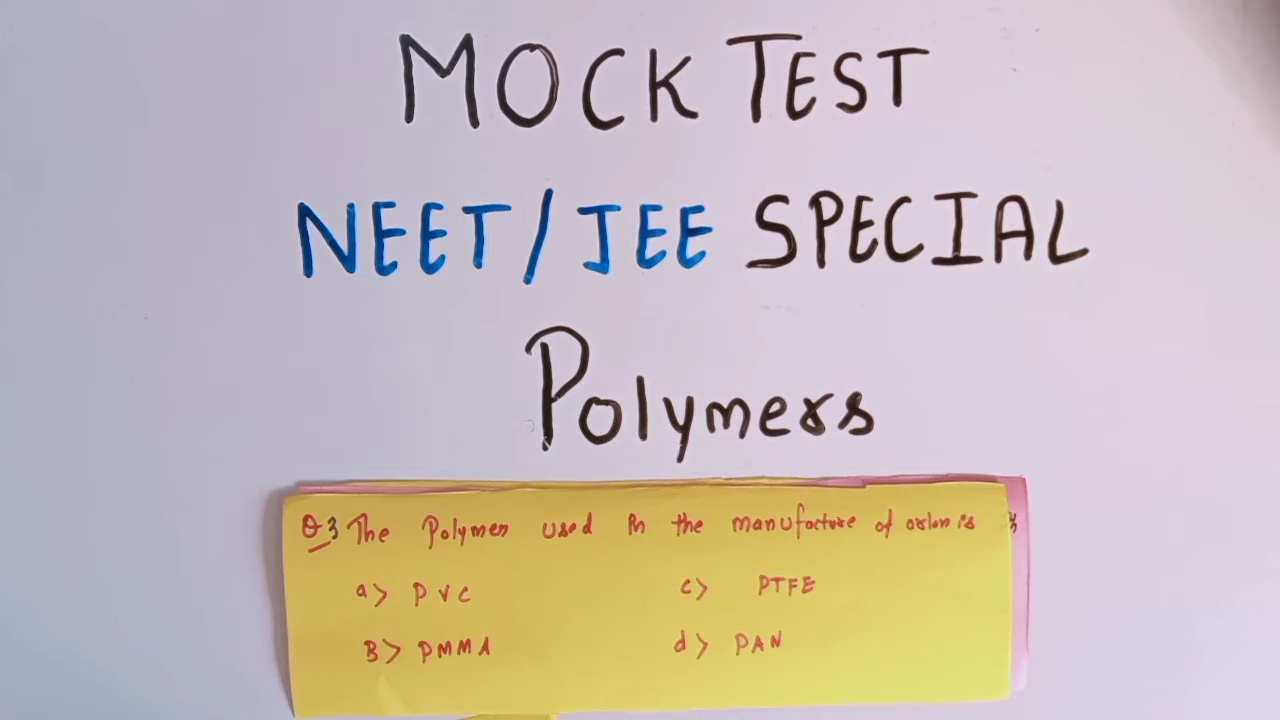 MOCK TEST
NEET/JEE SPECIAL
Polymers
Q3 The Polymer used in the manufacture of orlon is
a> PVC c> PTFE
B> PMMA d> PAN